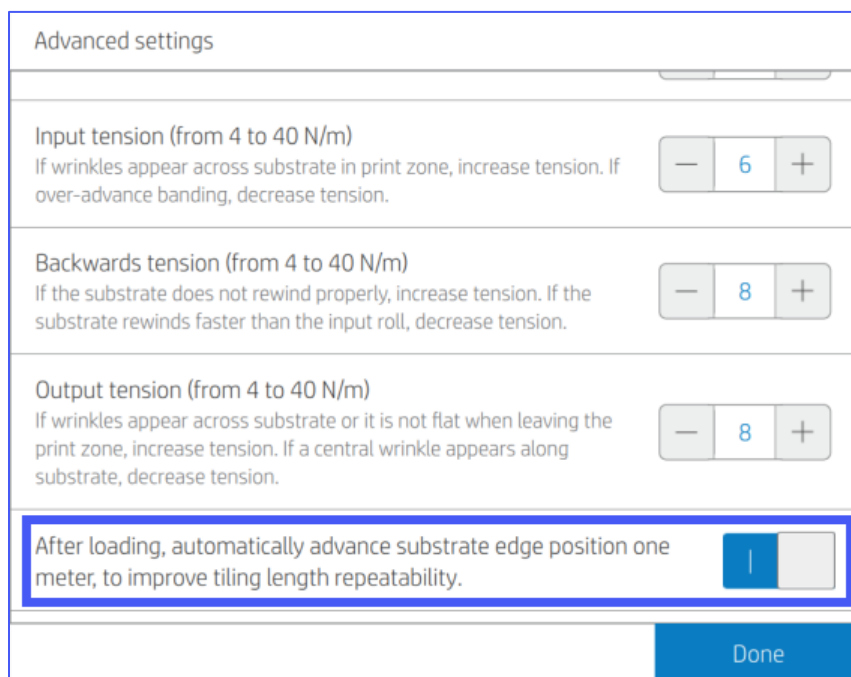 Advanced settings
Input tension (from 4 to 40 N/m)
If wrinkles appear across substrate in print zone, increase tension. If
over-advance banding, decrease tension.
— 6 +
Backwards tension (from 4 to 40 N/m)
If the substrate does not rewind properly, increase tension. If the
substrate rewinds faster than the input roll, decrease tension.
— 8 +
Output tension (from 4 to 40 N/m)
If wrinkles appear across substrate or it is not flat when leaving the
print zone, increase tension. If a central wrinkle appears along
substrate, decrease tension.
— 8 +
After loading, automatically advance substrate edge position one
meter, to improve tiling length repeatability.
Done